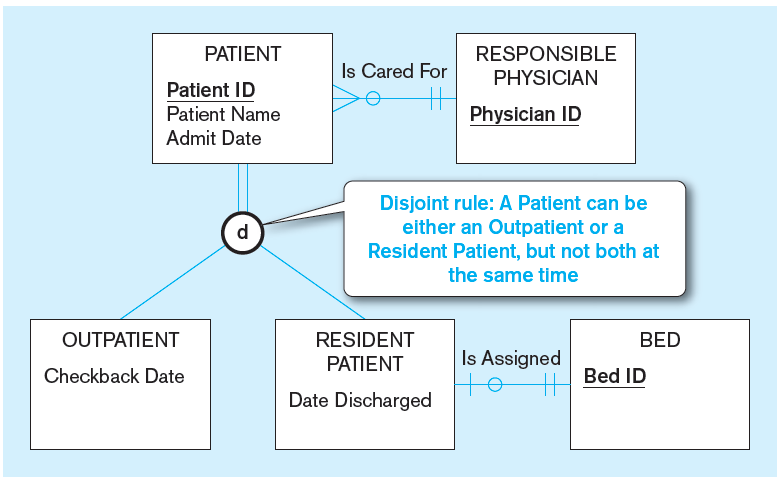 PATIENT
Patient ID
Patient Name
Admit Date
Is Cared For
RESPONSIBLE
PHYSICIAN
Physician ID
d
Disjoint rule: A Patient can be
either an Outpatient or a
Resident Patient, but not both at
the same time
OUTPATIENT
Checkback Date
RESIDENT
PATIENT
Date Discharged
Is Assigned
BED
Bed ID